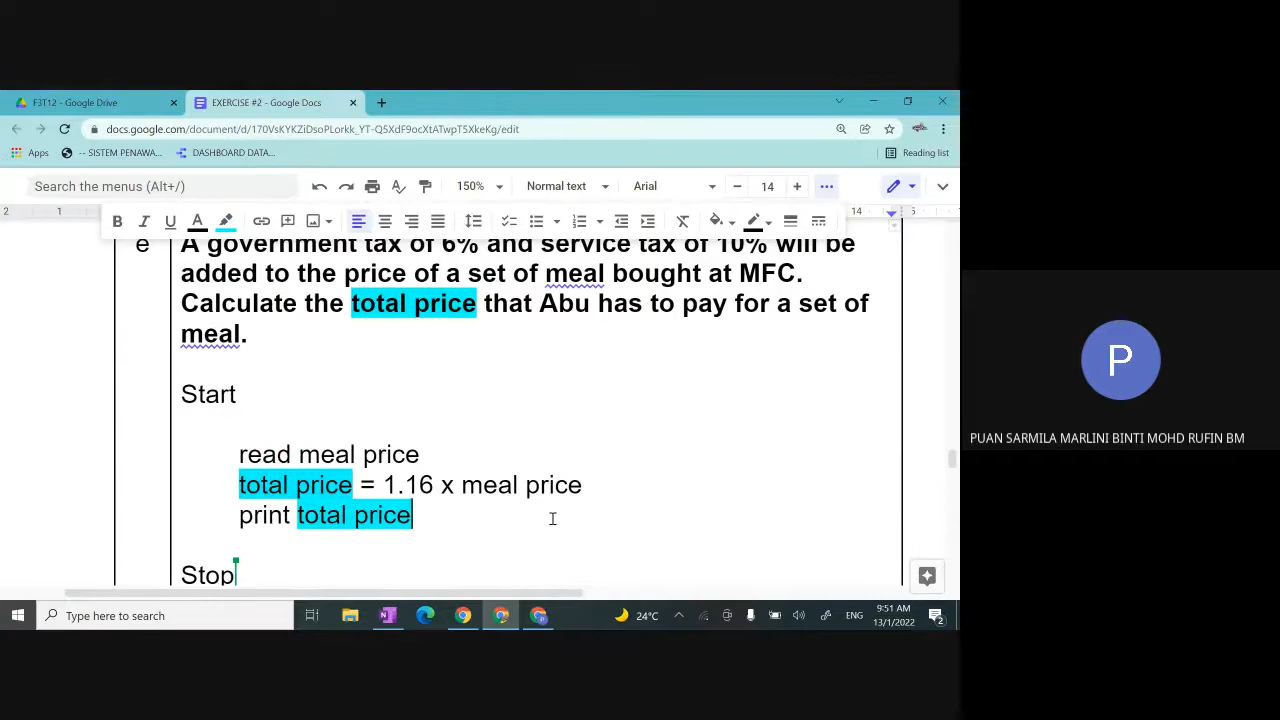 F3T12 - Google Drive
EXERCISE #2 - Google Docs
docs.google.com/document/d/170VsKYKZiDsoPLorkk_YT-Q5XdF9ocXtATwpT5XkeKg/edit
Apps
-- SISTEM PENAWA...
DASHBOARD DATA...
Reading list
Search the menus (Alt+/)
150%
Normal text
Arial
14
2
1
14
B
I
U
A
e
A government tax of 6% and service tax of 10% will be
added to the price of a set of meal bought at MFC.
Calculate the total price that Abu has to pay for a set of
meal.
Start
read meal price
total price = 1.16 x meal price
print total price
Stop
P
PUAN SARMILA MARLINI BINTI MOHD RUFIN BM
Type here to search
24°C
ENG
9:51 AM
13/1/2022
2